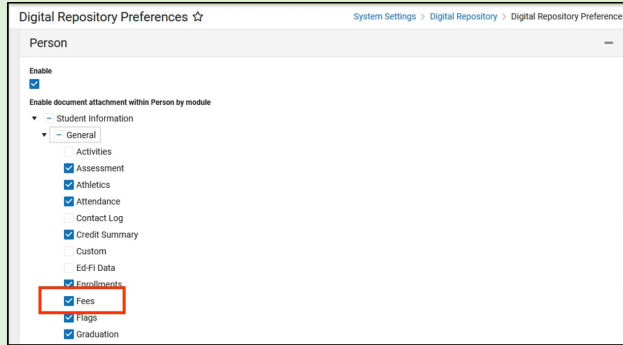 Digital Repository Preferences
System Settings > Digital Repository > Digital Repository Preference
Person
Enable
Enable document attachment within Person by module
Student Information
General
Activities
Assessment
Athletics
Attendance
Contact Log
Credit Summary
Custom
Ed-Fi Data
Enrollments
Fees
Flags
Graduation